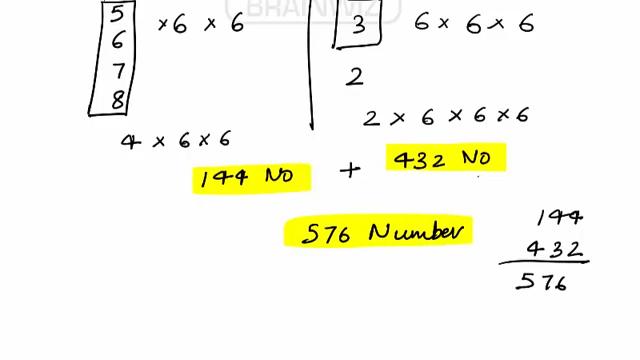 BRAINWIZ
5 × 6 × 6
6
7
8
4 × 6 × 6
144 No
3 6 × 6 × 6
2
2 × 6 × 6 × 6
+ 432 No
576 Number
144
432
576